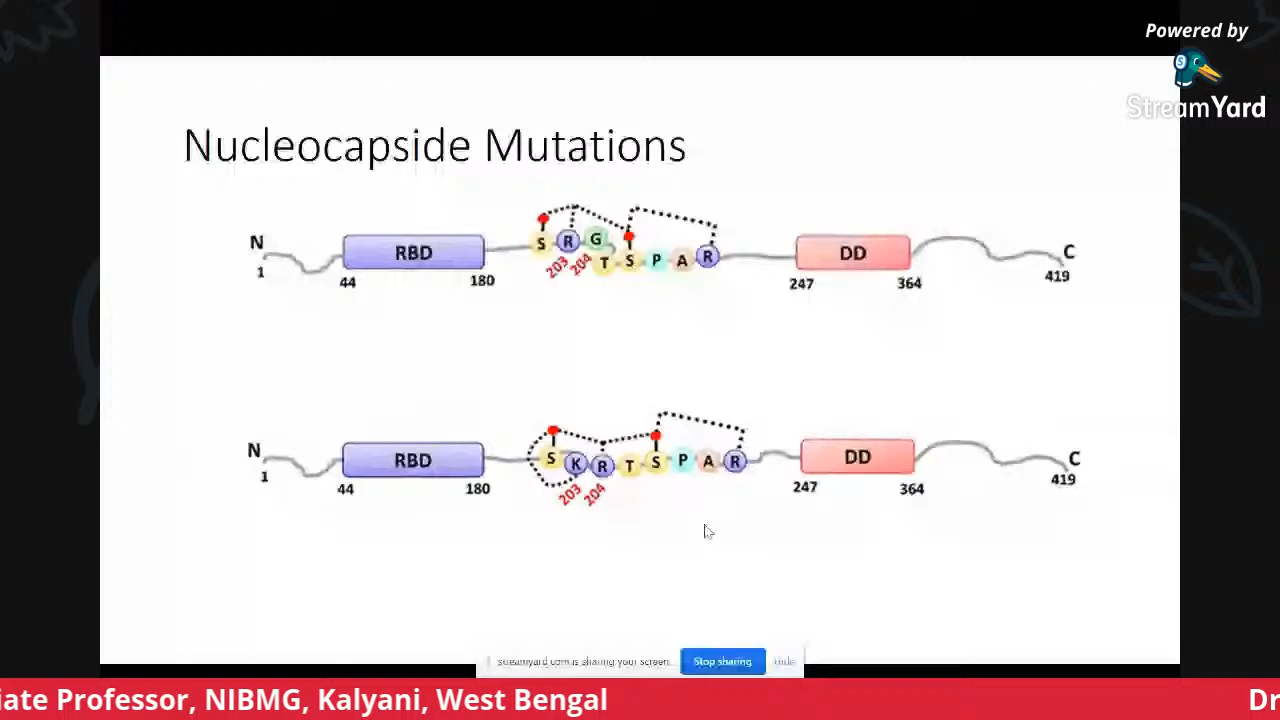 Powered by
StreamYard
Nucleocapside Mutations
N 1 RBD 44 180 S R G T S P A R 203 204 DD 247 364 C 419
N 1 RBD 44 180 S K R T S P A R 203 204 DD 247 364 C 419
streamyard.com is sharing your screen. Stop sharing Hide
iate Professor, NIBMG, Kalyani, West Bengal Dr